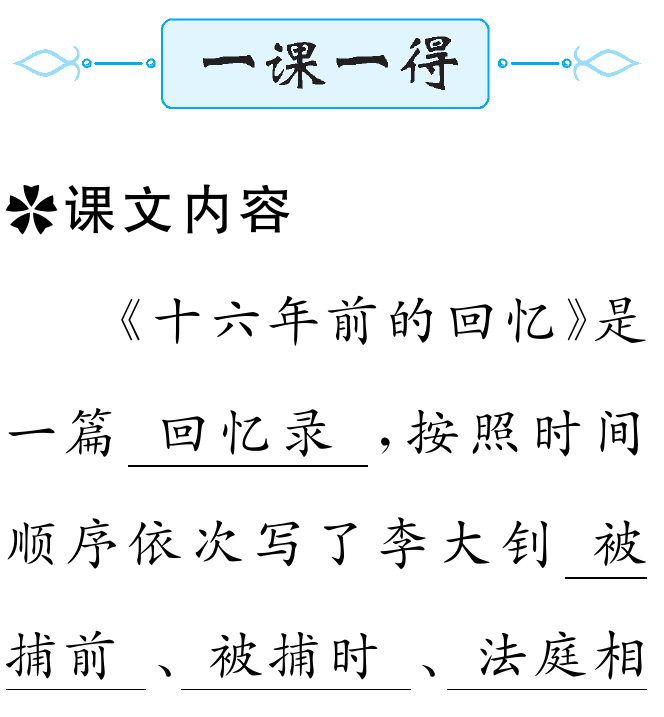 一课一得
课文内容
《十六年前的回忆》是
一篇 回忆录 ,按照时间
顺序依次写了李大钊 被
捕前 、 被捕时 、 法庭相